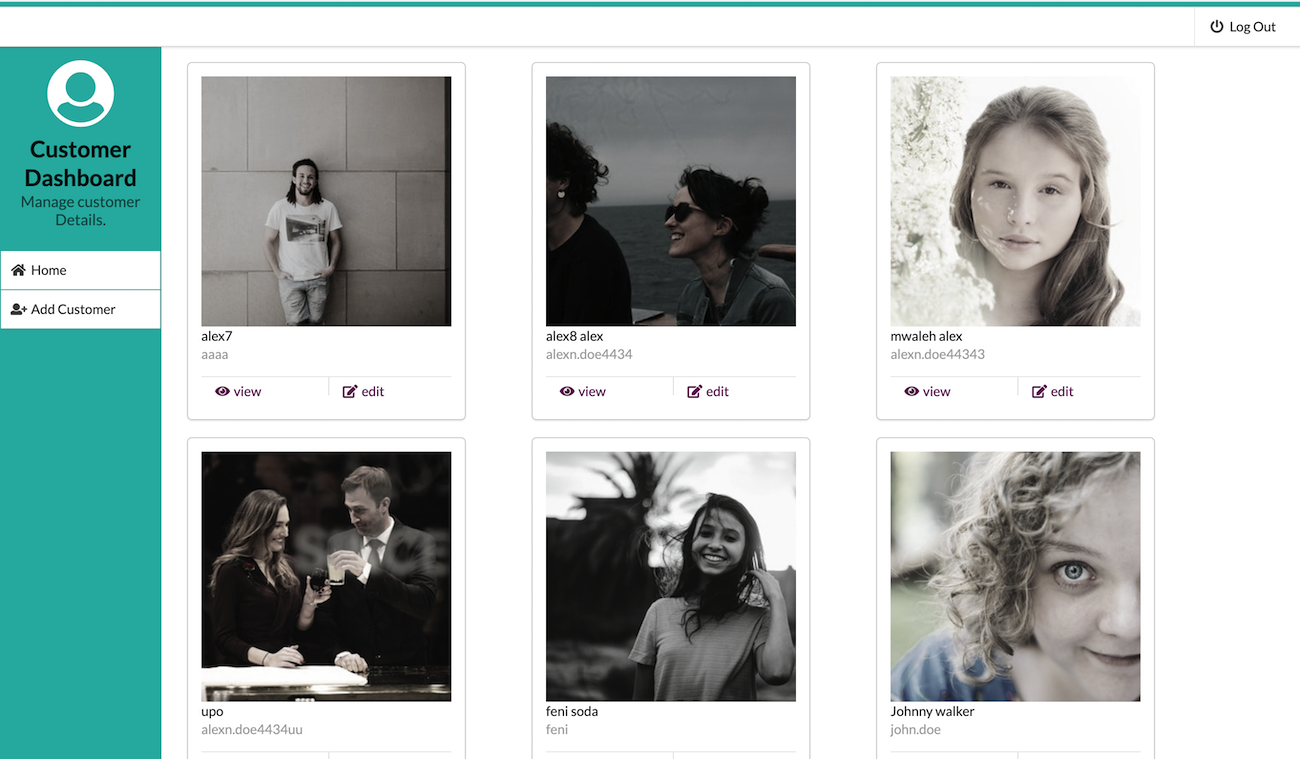 Log Out
Customer
Dashboard
Manage customer
Details.
Home
Add Customer
alex7
aaaa
view
edit
alex8 alex
alexn.doe4434
view
edit
mwaleh alex
alexn.doe44343
view
edit
upo
alexn.doe4434uu
feni soda
feni
Johnny walker
john.doe